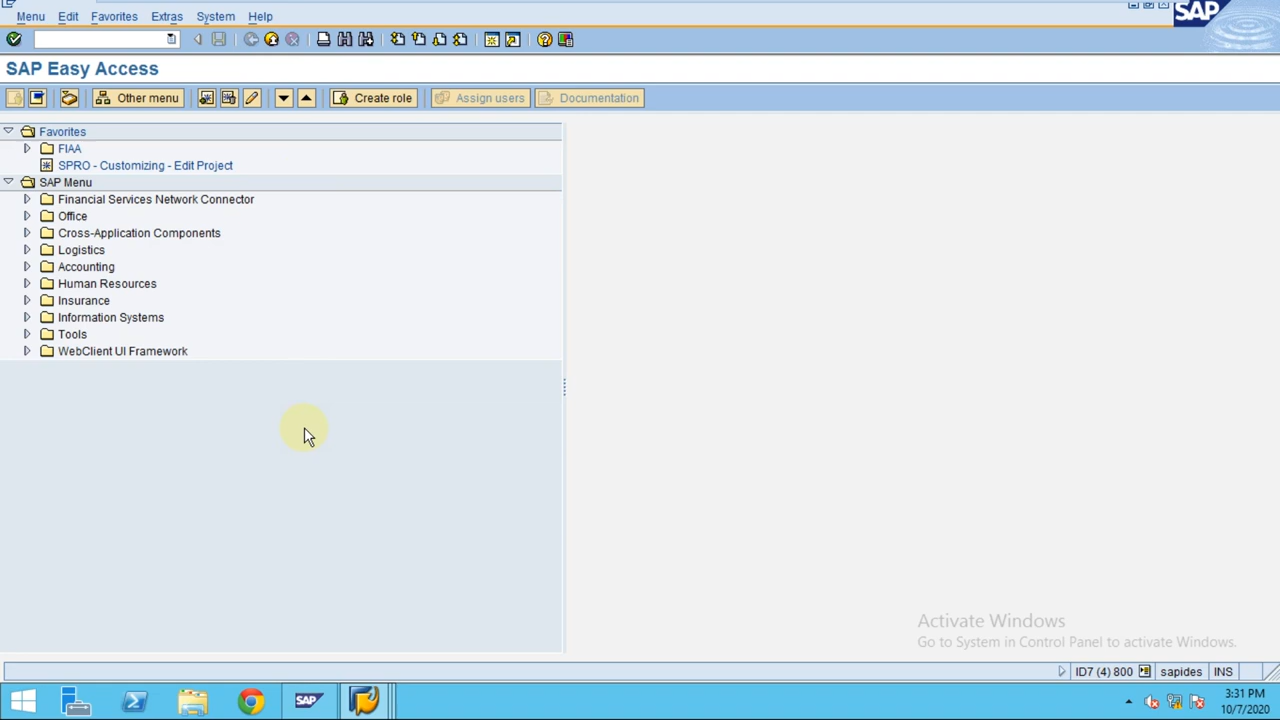 Menu Edit Favorites Extras System Help
SAP
SAP Easy Access
Other menu Create role Assign users Documentation
Favorites
FIAA
SPRO - Customizing - Edit Project
SAP Menu
Financial Services Network Connector
Office
Cross-Application Components
Logistics
Accounting
Human Resources
Insurance
Information Systems
Tools
WebClient UI Framework
Activate Windows
Go to System in Control Panel to activate Windows.
ID7 (4) 800 sapides INS
SAP
3:31 PM
10/7/2020